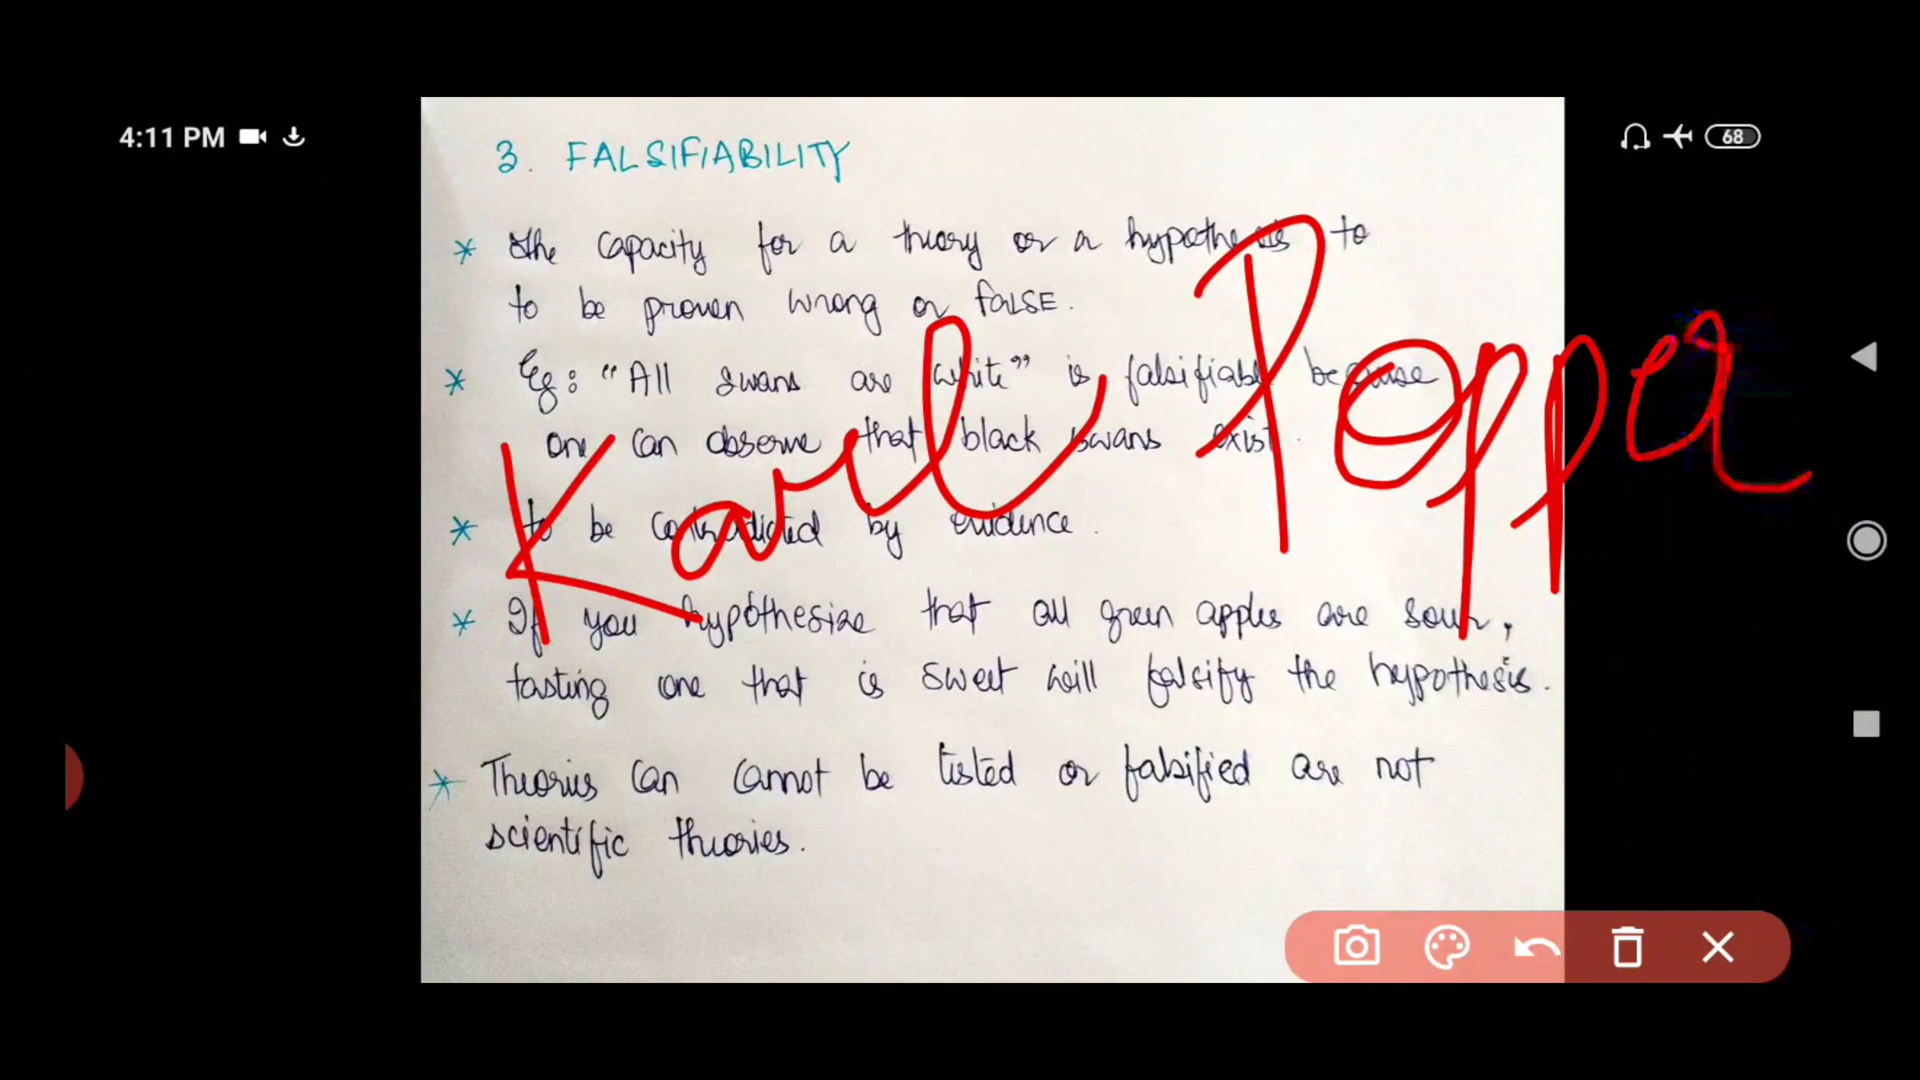 4:11 PM
68
3. FALSIFIABILITY
* The capacity for a theory or a hypothesis to
to be proven wrong or FALSE.
* Eg: "All swans are white" is falsifiable because
one can observe that black swans exist.
Karl Poppe
* To be contradicted by evidence.
* If you hypothesize that all green apples are sour,
tasting one that is sweet will falsify the hypothesis.
* Theories can cannot be tested or falsified are not
scientific theories.